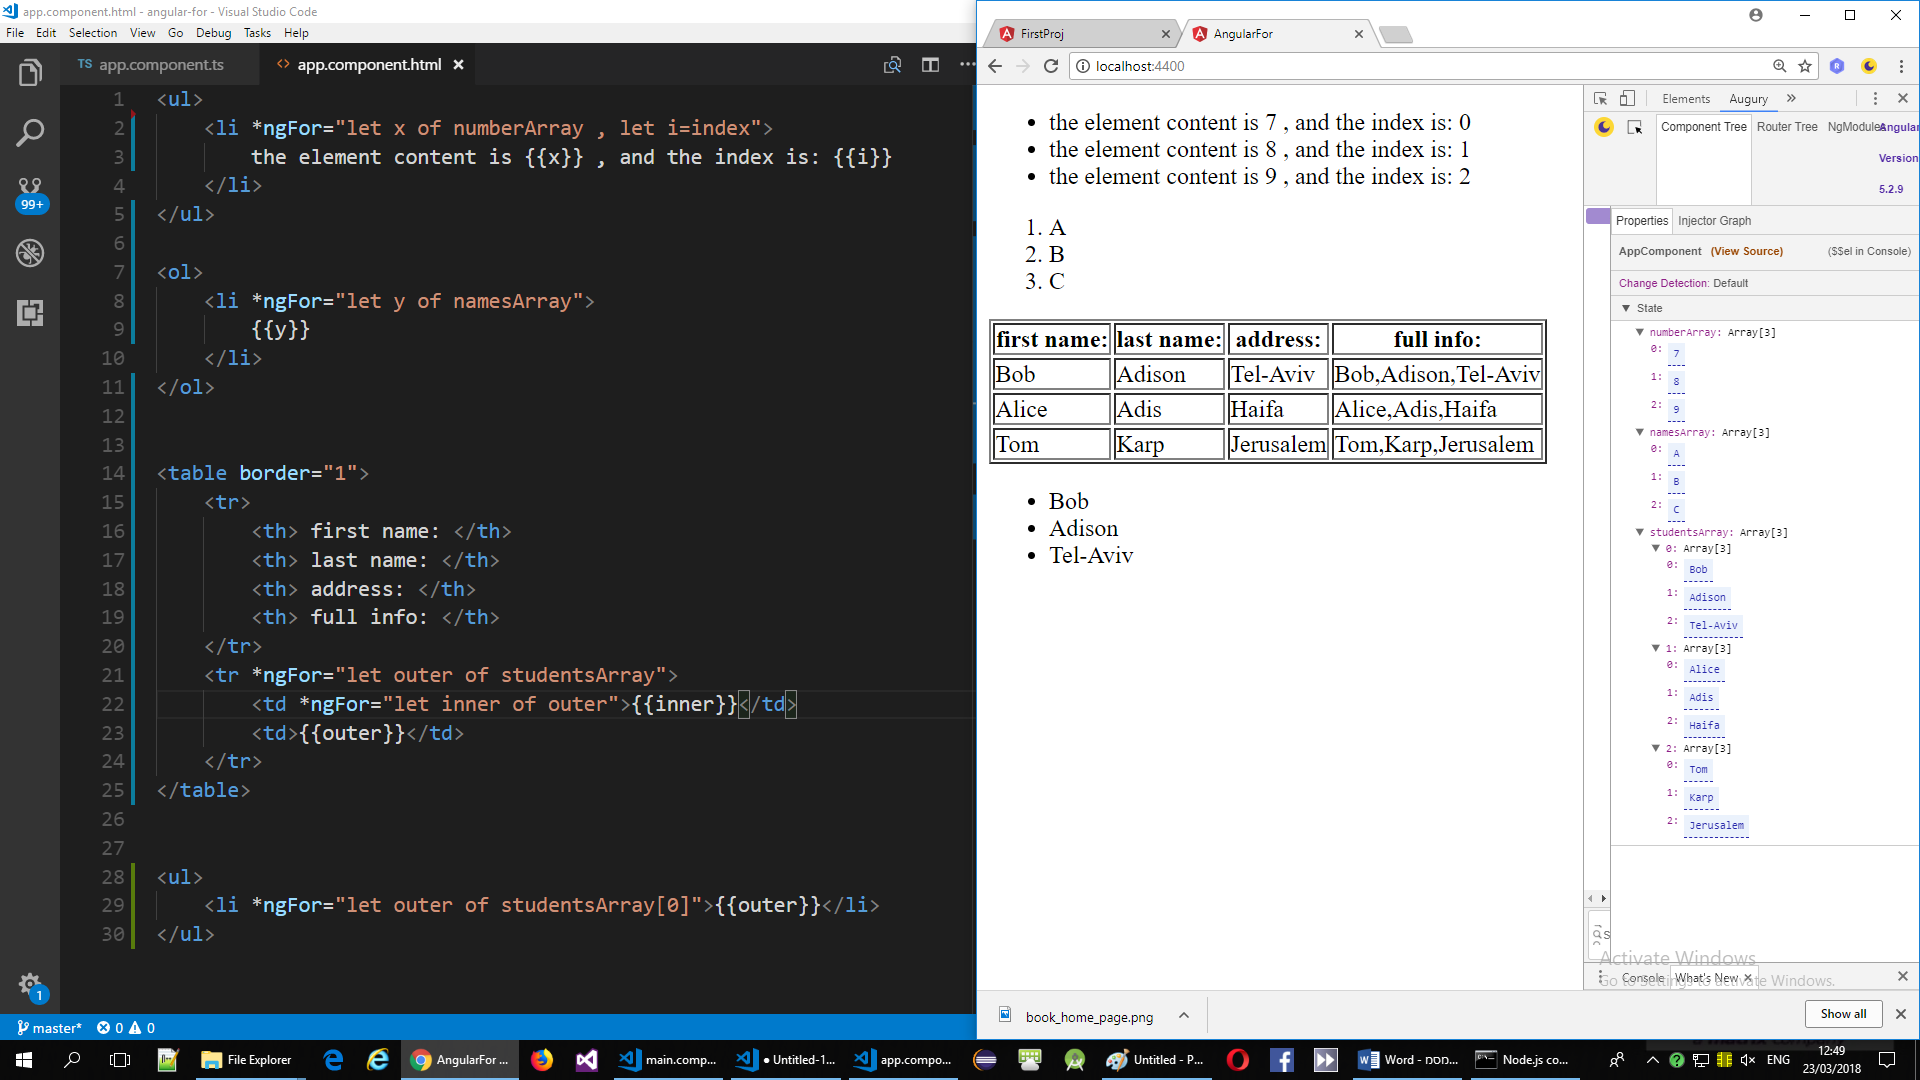 app.component.html - angular-for - Visual Studio Code
File Edit Selection View Go Debug Tasks Help
TS app.component.ts
<> app.component.html ×
1 <ul>
2 <li *ngFor="let x of numberArray , let i=index">
3 the element content is {{x}} , and the index is: {{i}}
4 </li>
5 </ul>
6
7 <ol>
8 <li *ngFor="let y of namesArray">
9 {{y}}
10 </li>
11 </ol>
12
13
14 <table border="1">
15 <tr>
16 <th> first name: </th>
17 <th> last name: </th>
18 <th> address: </th>
19 <th> full info: </th>
20 </tr>
21 <tr *ngFor="let outer of studentsArray">
22 <td *ngFor="let inner of outer">{{inner}}</td>
23 <td>{{outer}}</td>
24 </tr>
25 </table>
26
27
28 <ul>
29 <li *ngFor="let outer of studentsArray[0]">{{outer}}</li>
30 </ul>
99+
1
master* 0 0
FirstProj
AngularFor
localhost:4400
the element content is 7 , and the index is: 0
the element content is 8 , and the index is: 1
the element content is 9 , and the index is: 2
1. A
2. B
3. C
first name: last name: address: full info:
Bob Adison Tel-Aviv Bob,Adison,Tel-Aviv
Alice Adis Haifa Alice,Adis,Haifa
Tom Karp Jerusalem Tom,Karp,Jerusalem
Bob
Adison
Tel-Aviv
Elements Augury »
Component Tree Router Tree NgModules
Angular
Version
5.2.9
Properties Injector Graph
AppComponent (View Source) ($$el in Console)
Change Detection: Default
State
numberArray: Array[3]
0: 7
1: 8
2: 9
namesArray: Array[3]
0: A
1: B
2: C
studentsArray: Array[3]
0: Array[3]
0: Bob
1: Adison
2: Tel-Aviv
1: Array[3]
0: Alice
1: Adis
2: Haifa
2: Array[3]
0: Tom
1: Karp
2: Jerusalem
Activate Windows
Go to Settings to activate Windows.
Console What's New ×
book_home_page.png
Show all
File Explorer
AngularFor ...
main.comp...
● Untitled-1...
app.compo...
Untitled - P...
Word - מסמכ...
Node.js co...
ENG
12:49
23/03/2018